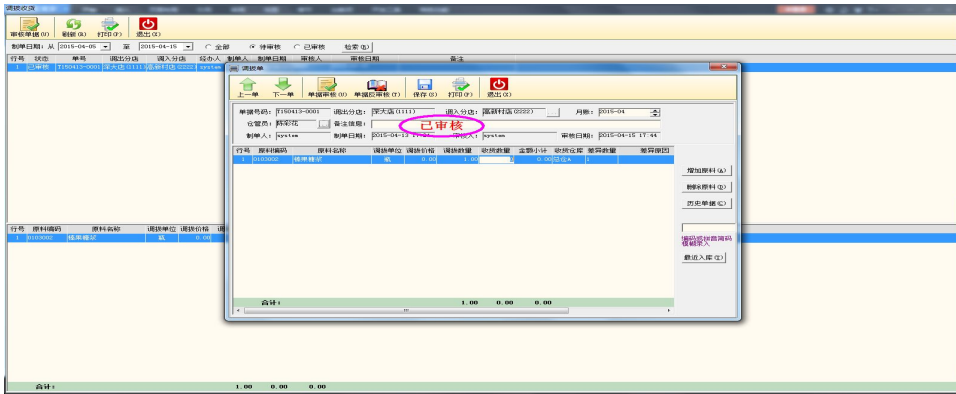 调拨收货
审核单据(U) 刷新(R) 打印(P) 退出(X)
制单日期: 从 2015-04-05 至 2015-04-15 全部 待审核 已审核 检索(D)
行号 状态 单号 调出分店 调入分店 经办人 制单人 制单日期 审核人 审核日期 备注
1 已审核 T150413-0001 深大店(1111) 高新村店(2222) system
调拨单
上一单 下一单 单据审核(U) 单据反审核(T) 保存(S) 打印(P) 退出(X)
单据号码: T150413-0001 调出分店: 深大店(1111) 调入分店: 高新村店(2222) 月账: 2015-04
仓管员: 陈彩花 备注信息:
已审核
制单人: system 制单日期: 2015-04-13 审核人: system 审核日期: 2015-04-15 17:44
行号 原料编码 原料名称 调拨单位 调拨价格 调拨数量 收货数量 金额小计 收货仓库 差异数量 差异原因
1 0103002 瓶 0.00 1.00 0.00 总仓A 1
增加原料(A)
删除原料(D)
历史单据(C)
编码或拼音简码
模糊录入
最近入库(Z)
合计: 1.00 0.00 0.00
行号 原料编码 原料名称 调拨单位 调拨价格
1 0103002 瓶 0.00
合计: 1.00 0.00 0.00